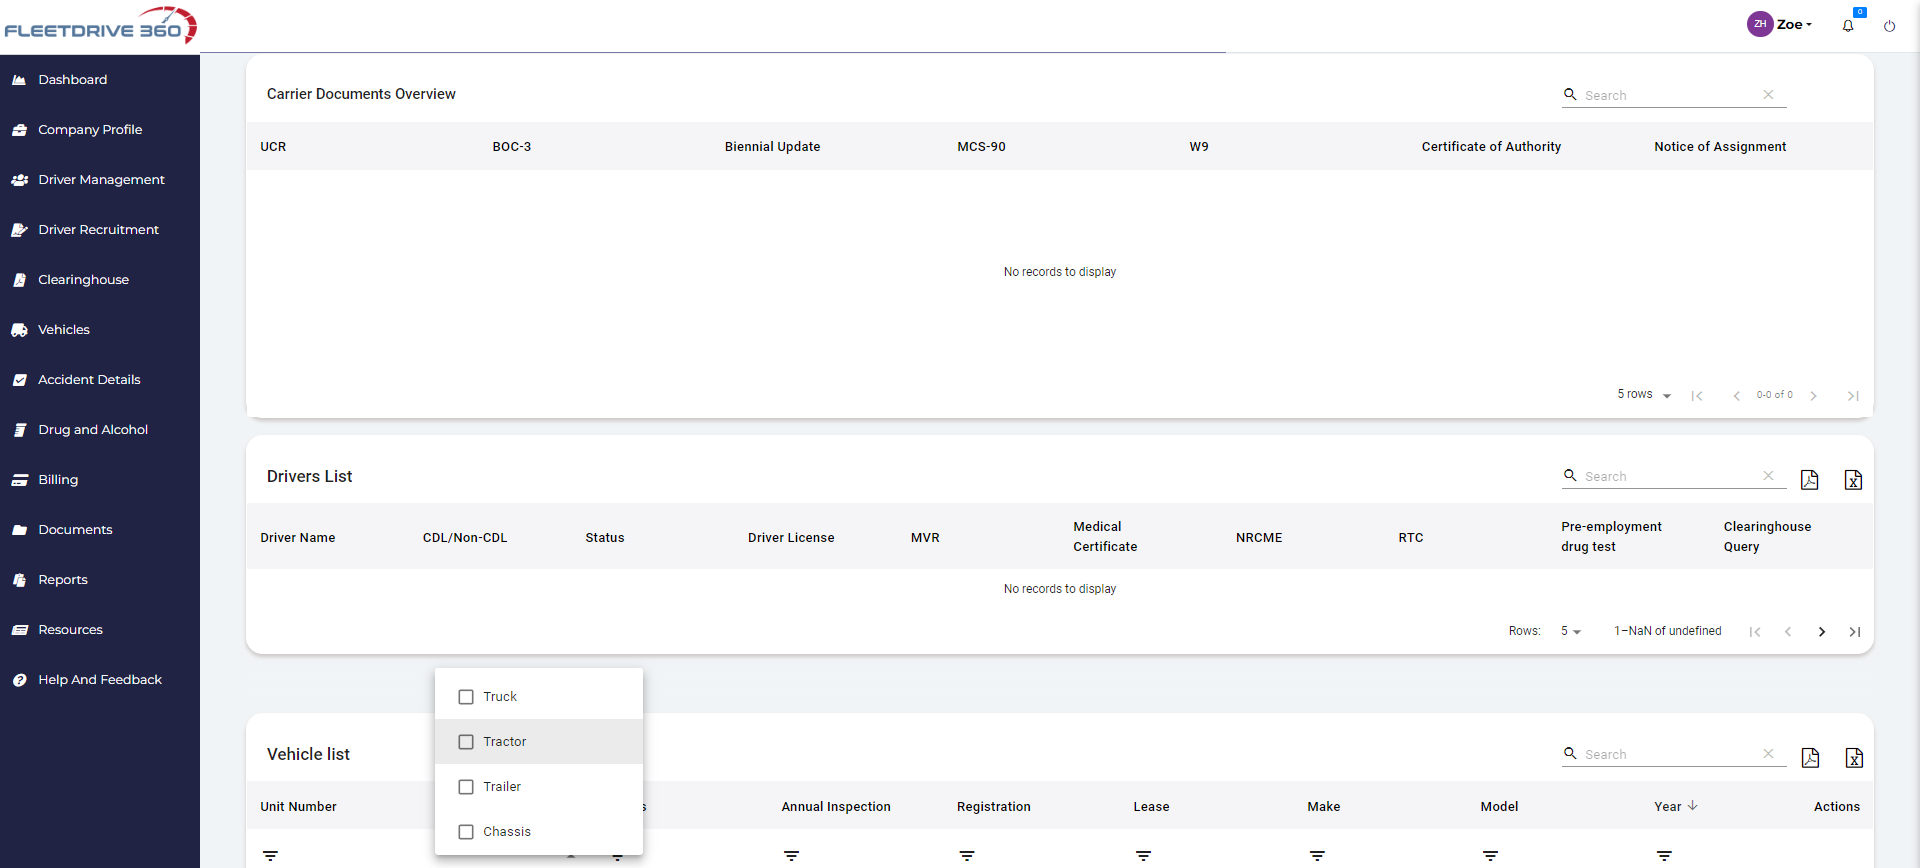 FLEETDRIVE 360
ZH Zoe
0
Dashboard
Company Profile
Driver Management
Driver Recruitment
Clearinghouse
Vehicles
Accident Details
Drug and Alcohol
Billing
Documents
Reports
Resources
Help And Feedback
Carrier Documents Overview
Search
UCR BOC-3 Biennial Update MCS-90 W9 Certificate of Authority Notice of Assignment
No records to display
5 rows 0-0 of 0
Drivers List
Search
Driver Name CDL/Non-CDL Status Driver License MVR Medical Certificate NRCME RTC Pre-employment drug test Clearinghouse Query
No records to display
Rows: 5 1–NaN of undefined
Truck
Tractor
Trailer
Chassis
Vehicle list
Search
Unit Number s Annual Inspection Registration Lease Make Model Year Actions